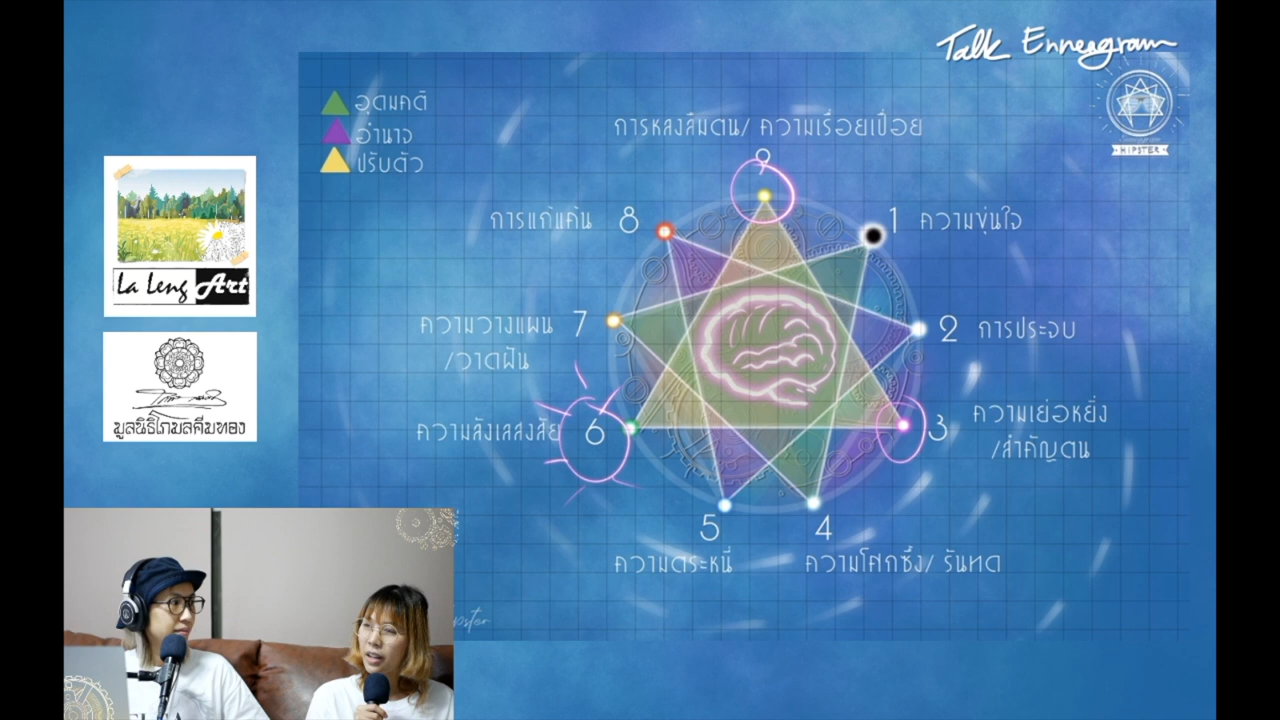 Talk Enneagram
HIPSTER
อุดมคติ
อำนาจ
ปรับตัว
การหลงลืมตน/ ความเรื่อยเปื่อย
9
การแก้แค้น 8
1 ความขุ่นใจ
ความวางแผน 7
/วาดฝัน
2 การประจบ
ความลังเลสงสัย 6
3 ความเย่อหยิ่ง
/สำคัญตน
5
4
ความตระหนี่
ความโศกซึ้ง/ รันทด
La Leng Art
มูลนิธิโกมลคีมทอง